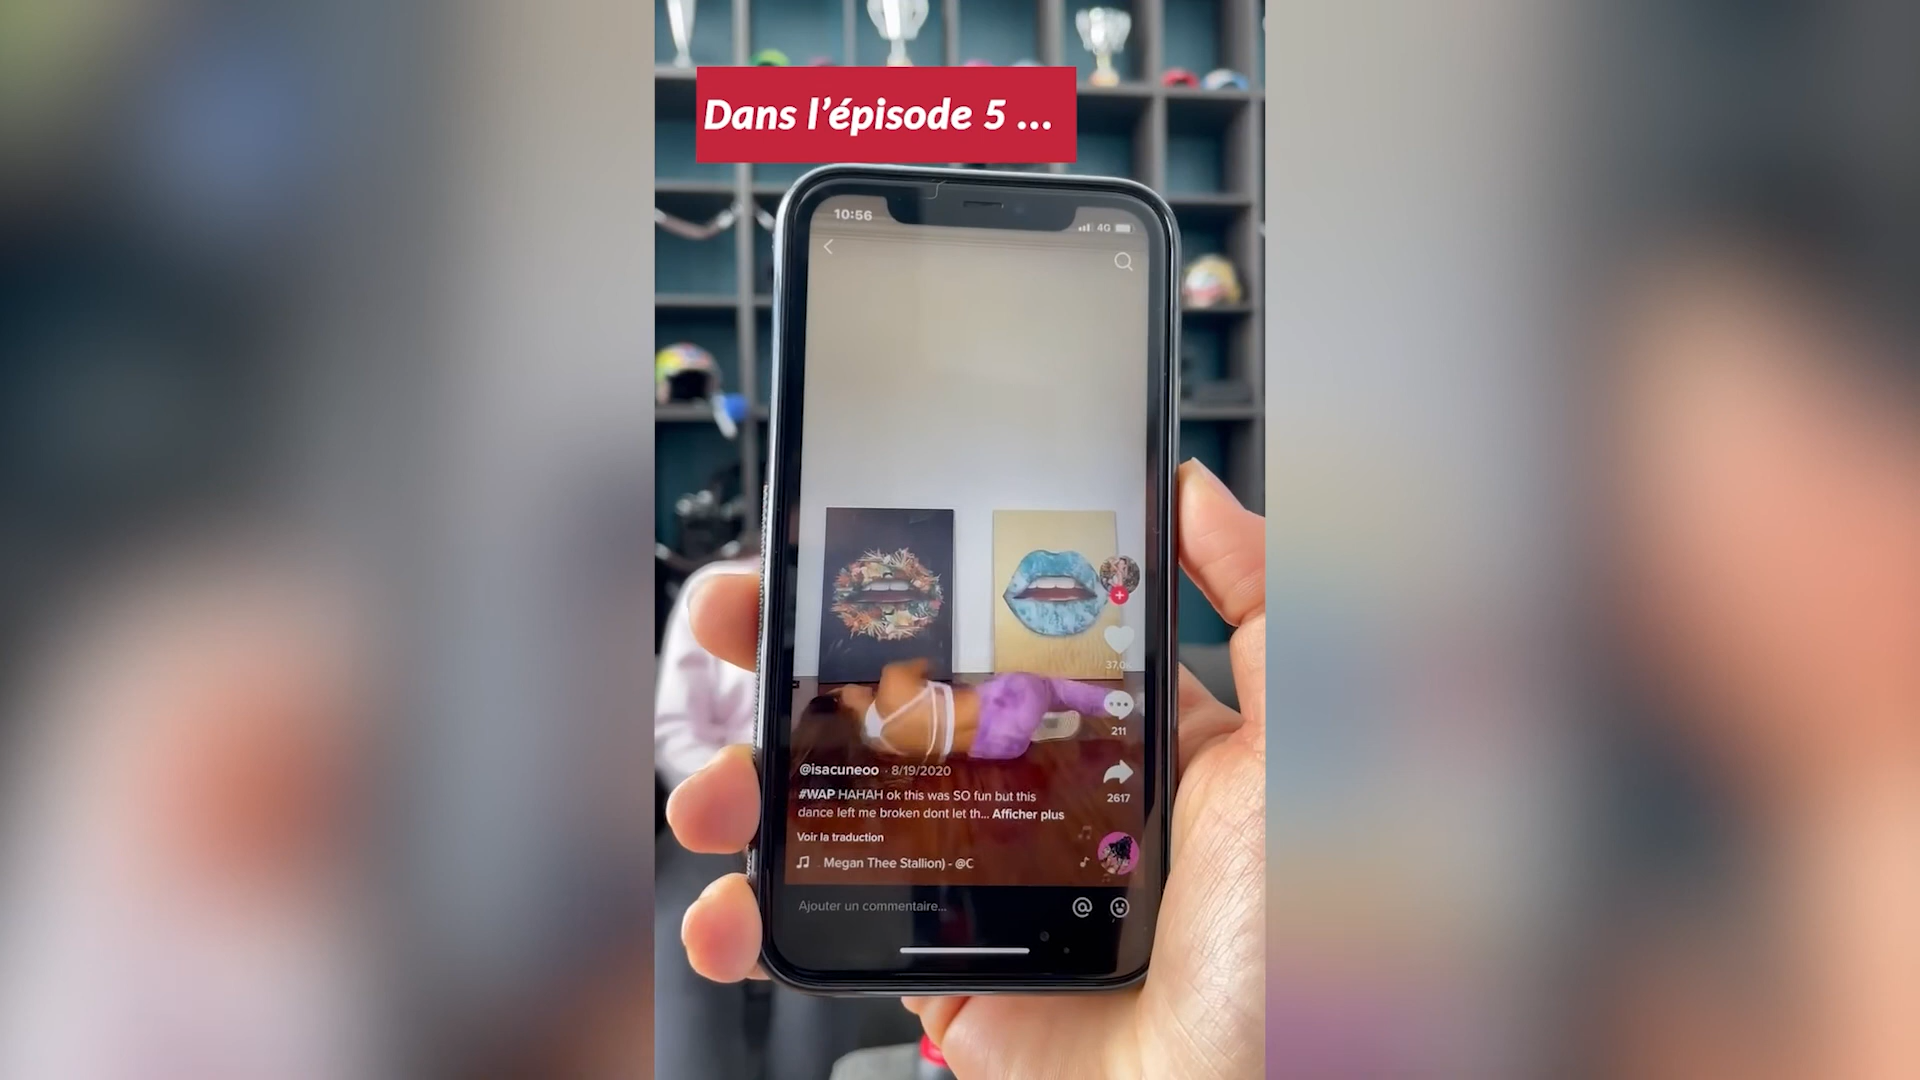 Dans l’épisode 5 ...
10:56
4G
37,0K
211
@isacuneoo · 8/19/2020
2617
#WAP HAHAH ok this was SO fun but this
dance left me broken dont let th... Afficher plus
Voir la traduction
Megan Thee Stallion) - @C
Ajouter un commentaire...